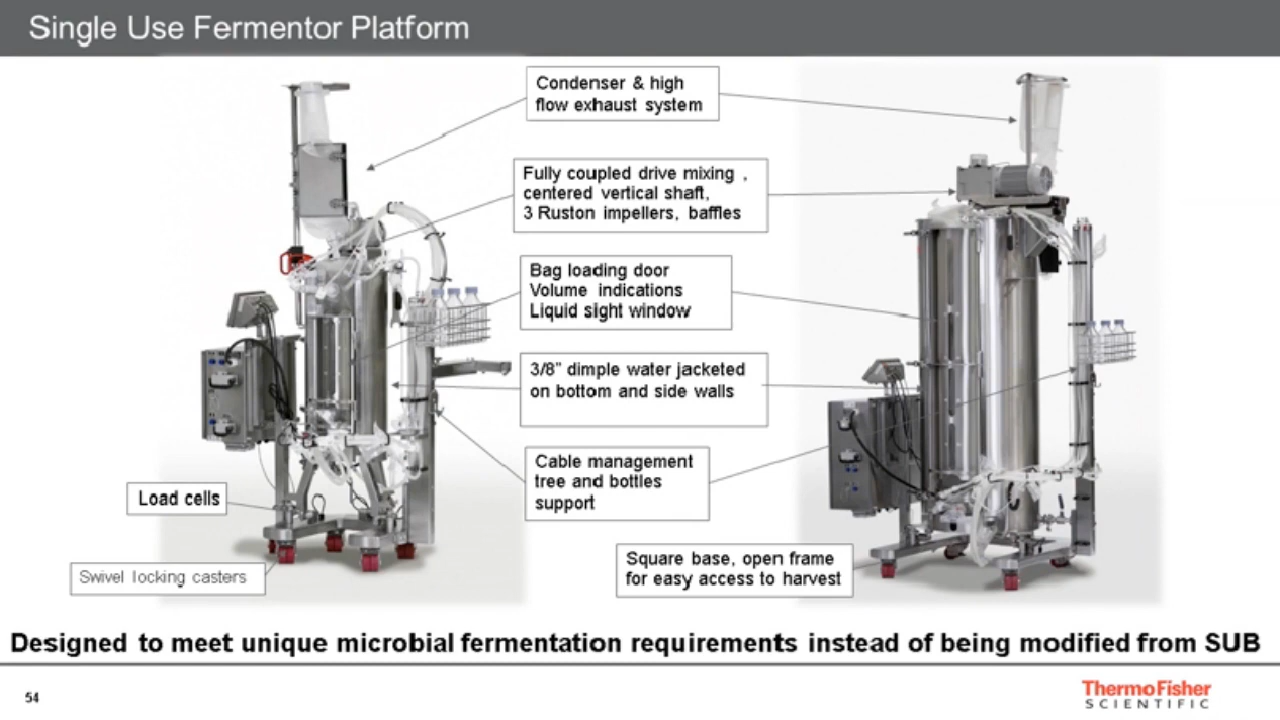 Single Use Fermentor Platform
Condenser & high
flow exhaust system
Fully coupled drive mixing ,
centered vertical shaft,
3 Ruston impellers, baffles
Bag loading door
Volume indications
Liquid sight window
3/8" dimple water jacketed
on bottom and side walls
Cable management
tree and bottles
support
Load cells
Swivel locking casters
Square base, open frame
for easy access to harvest
Designed to meet unique microbial fermentation requirements instead of being modified from SUB
54
ThermoFisher
SCIENTIFIC